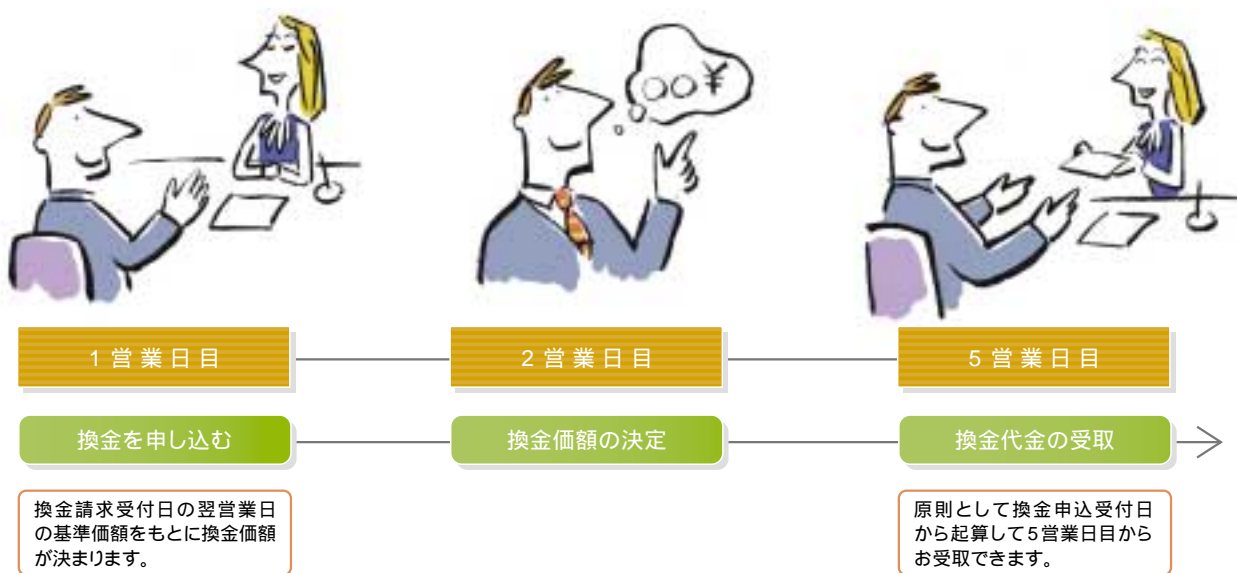 ○○¥
1営業日目
2営業日目
5営業日目
換金を申し込む
換金価額の決定
換金代金の受取
換金請求受付日の翌営業日
の基準価額をもとに換金価額
が決まります。
原則として換金申込受付日
から起算して5営業日目から
お受取できます。